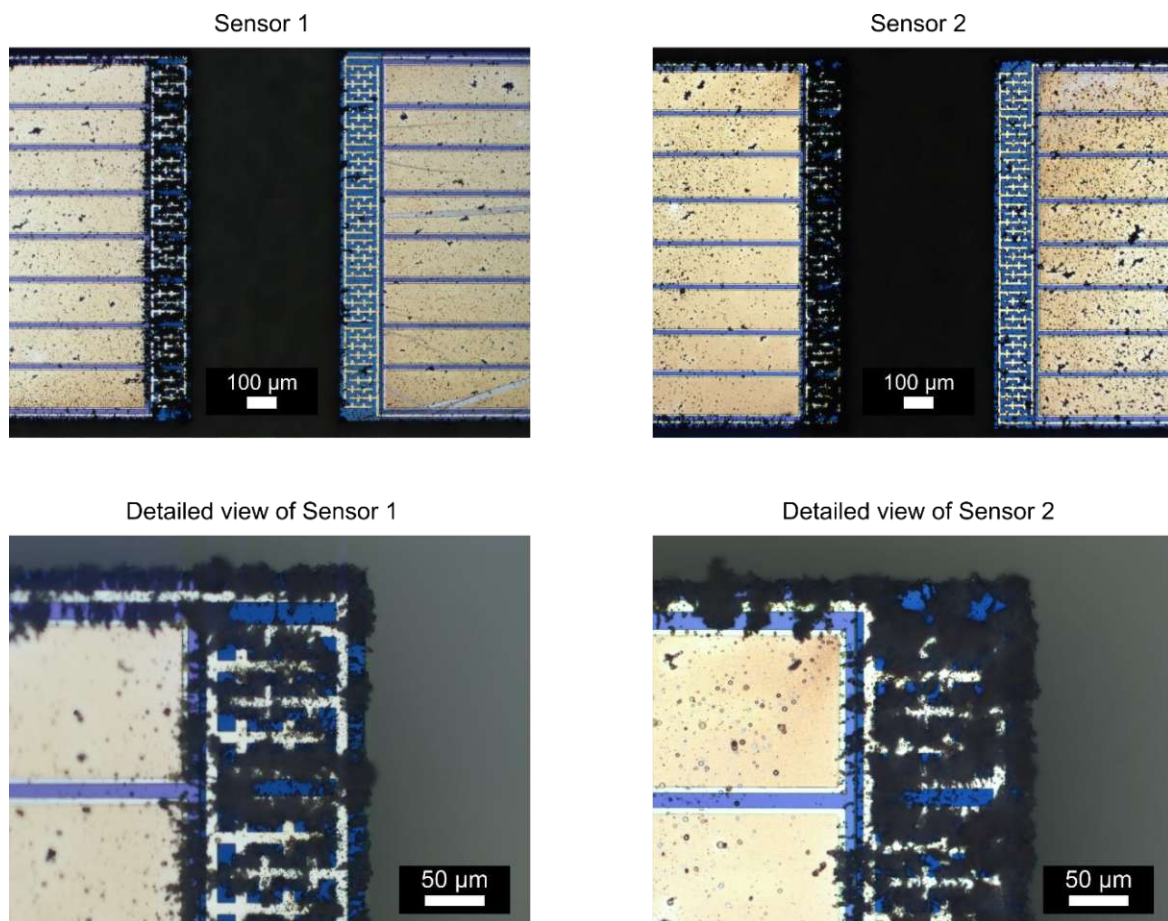 Sensor 1
Sensor 2
100 µm
100 µm
Detailed view of Sensor 1
Detailed view of Sensor 2
50 µm
50 µm